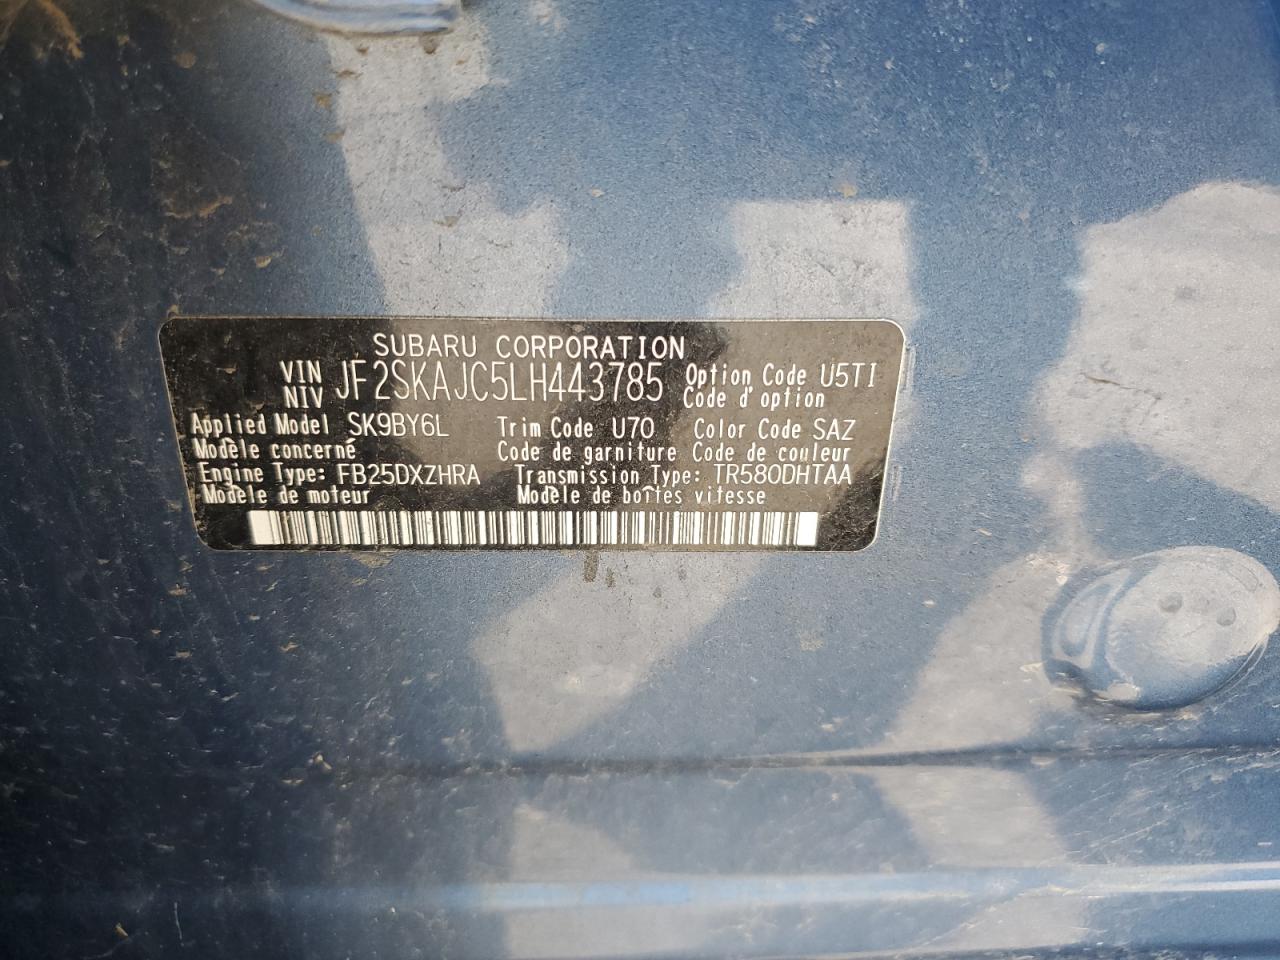 SUBARU CORPORATION
VIN NIV JF2SKAJC5LH443785 Option Code U5TI
Code d'option
Applied Model SK9BY6L Trim Code U70 Color Code SAZ
Modèle concerné Code de garniture Code de couleur
Engine Type: FB25DXZHRA Transmission Type: TR580DHTAA
Modèle de moteur Modèle de boîtes vitesse